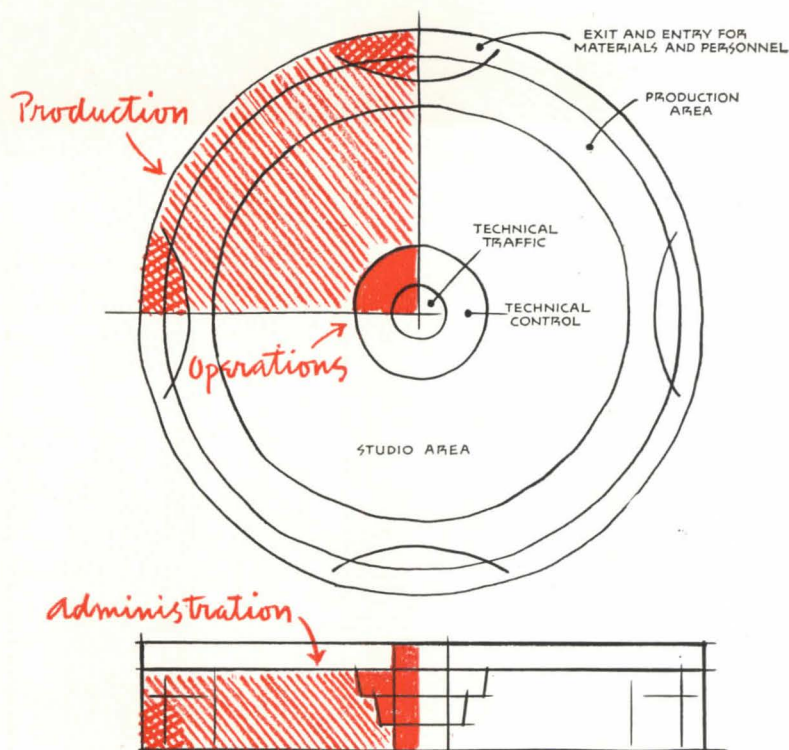 EXIT AND ENTRY FOR
MATERIALS AND PERSONNEL
PRODUCTION
AREA
Production
TECHNICAL
TRAFFIC
TECHNICAL
CONTROL
Operations
STUDIO AREA
administration